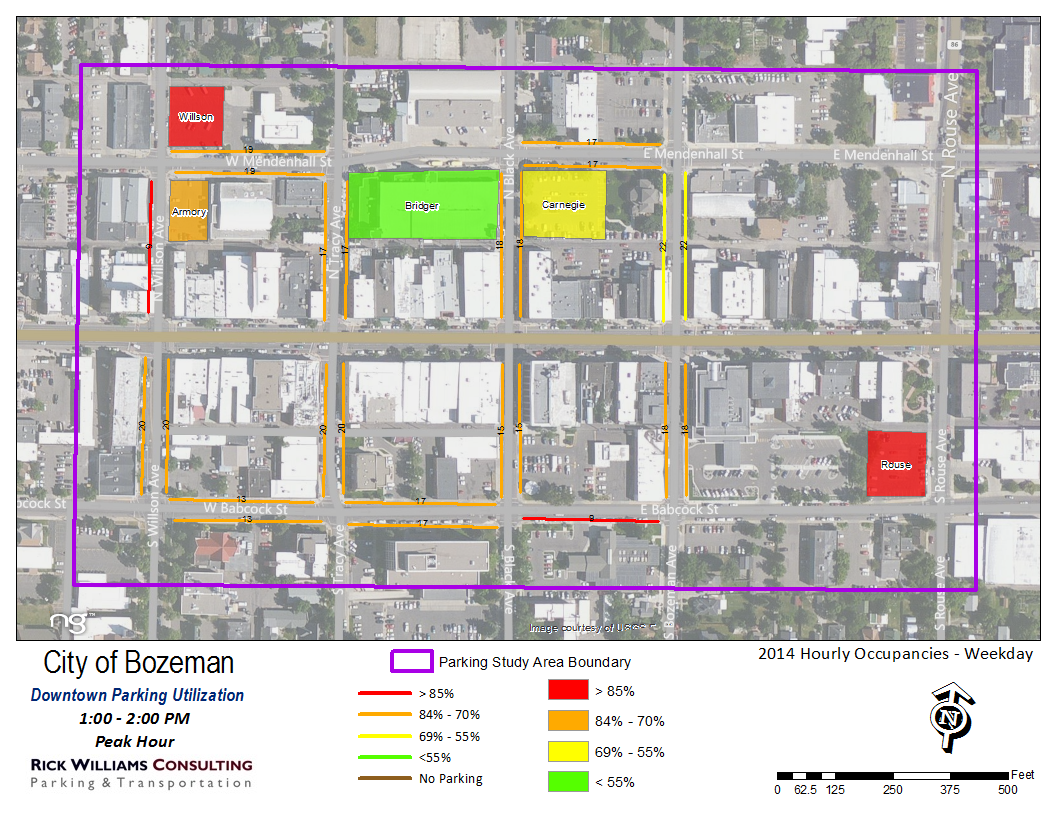 86
N Rouse Ave
Willson
17
19
W Mendenhall St
N Black Ave
E Mendenhall St
E Mendenhall St
19
17
Armory
Bridger
Carnegie
9
N Willson Ave
17
N Tracy Ave
17
18
18
22
22
20
20
20
20
15
15
18
18
Rouse
S Willson Ave
S Rouse Ave
13
17
W Babcock St
E Babcock St
bcock St
13
17
9
S Tracy Ave
S Black Ave
S Bozeman Ave
S Rouse Ave
ng™
Image courtesy of USGS
City of Bozeman
Downtown Parking Utilization
1:00 - 2:00 PM
Peak Hour
RICK WILLIAMS CONSULTING
Parking & Transportation
Parking Study Area Boundary
> 85%
84% - 70%
69% - 55%
<55%
No Parking
> 85%
84% - 70%
69% - 55%
< 55%
2014 Hourly Occupancies - Weekday
N
Feet
0 62.5 125 250 375 500